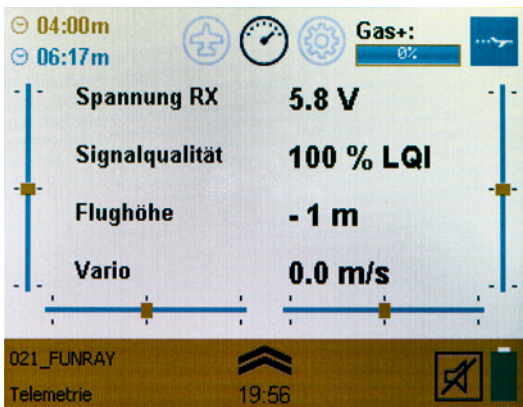 04:00m
06:17m
Gas+:
0%
Spannung RX 5.8 V
Signalqualität 100 % LQI
Flughöhe - 1 m
Vario 0.0 m/s
021_FUNRAY
Telemetrie 19:56